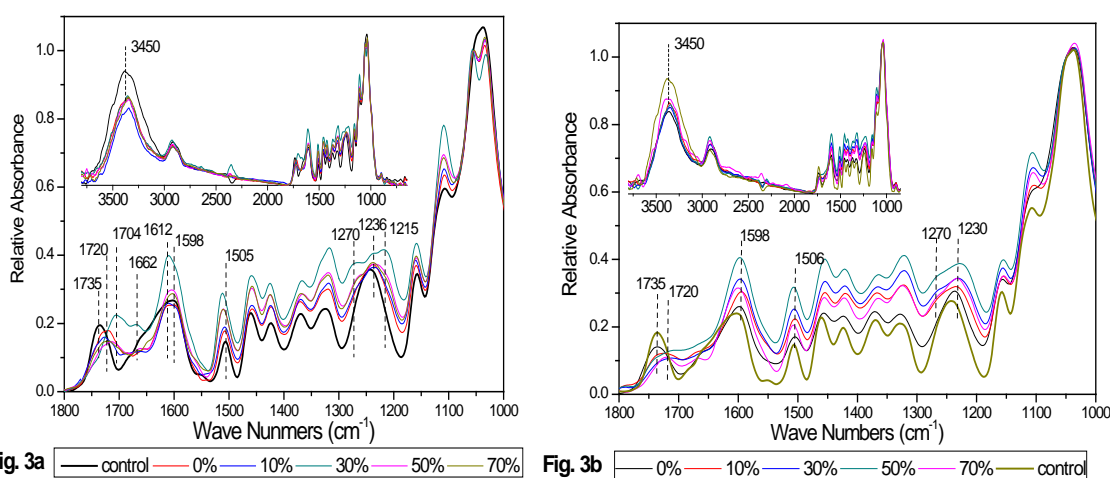 1.0
0.8
0.6
0.4
0.2
0.0
Relative Absorbance
3450
3500 3000 2500 2000 1500 1000
1735
1720
1704
1662
1612
1598
1505
1270
1236
1215
1800 1700 1600 1500 1400 1300 1200 1100 1000
Wave Nunmers (cm-1)
ig. 3a
control 0% 10% 30% 50% 70%
1.0
0.8
0.6
0.4
0.2
0.0
Relative Absorbance
3450
3500 3000 2500 2000 1500 1000
1735
1720
1598
1506
1270
1230
1800 1700 1600 1500 1400 1300 1200 1100 1000
Wave Numbers (cm-1)
Fig. 3b
0% 10% 30% 50% 70% control